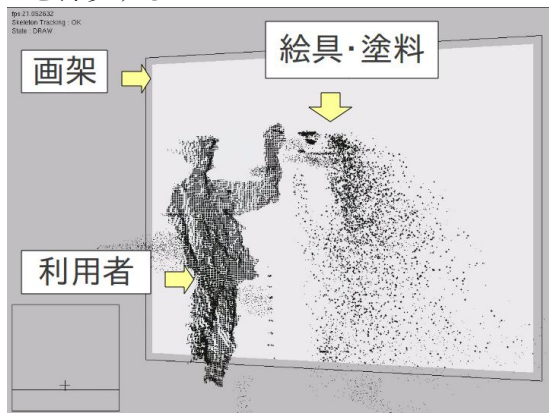 fps:21.052632
Skeleton Tracking : OK
State : DRAW
画架
絵具・塗料
利用者